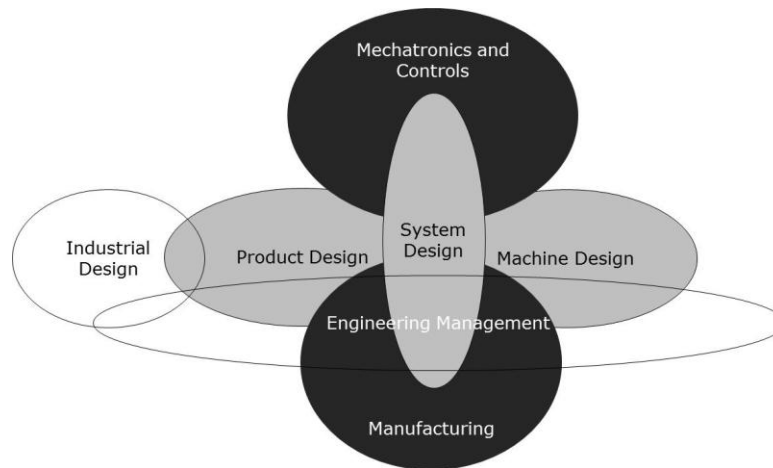 Mechatronics and
Controls
Industrial
Design
Product Design
System
Design
Machine Design
Engineering Management
Manufacturing